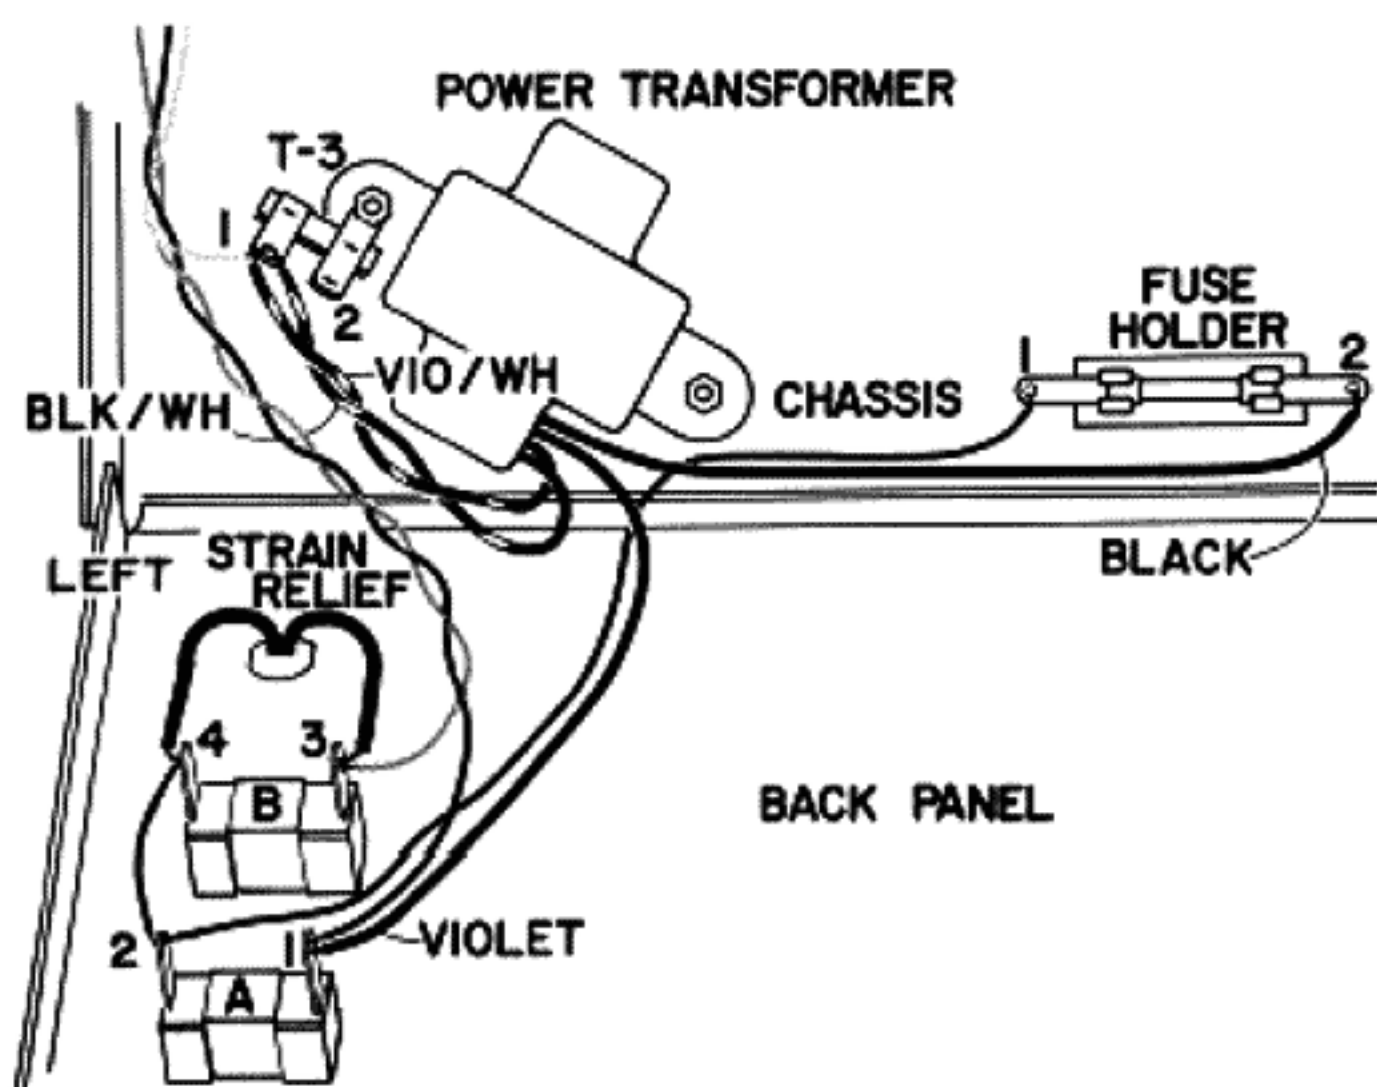 POWER TRANSFORMER
T-3
1
2
VIO/WH
BLK/WH
FUSE
HOLDER
1
2
CHASSIS
BLACK
LEFT
STRAIN
RELIEF
4
3
B
BACK PANEL
2
1
VIOLET
A